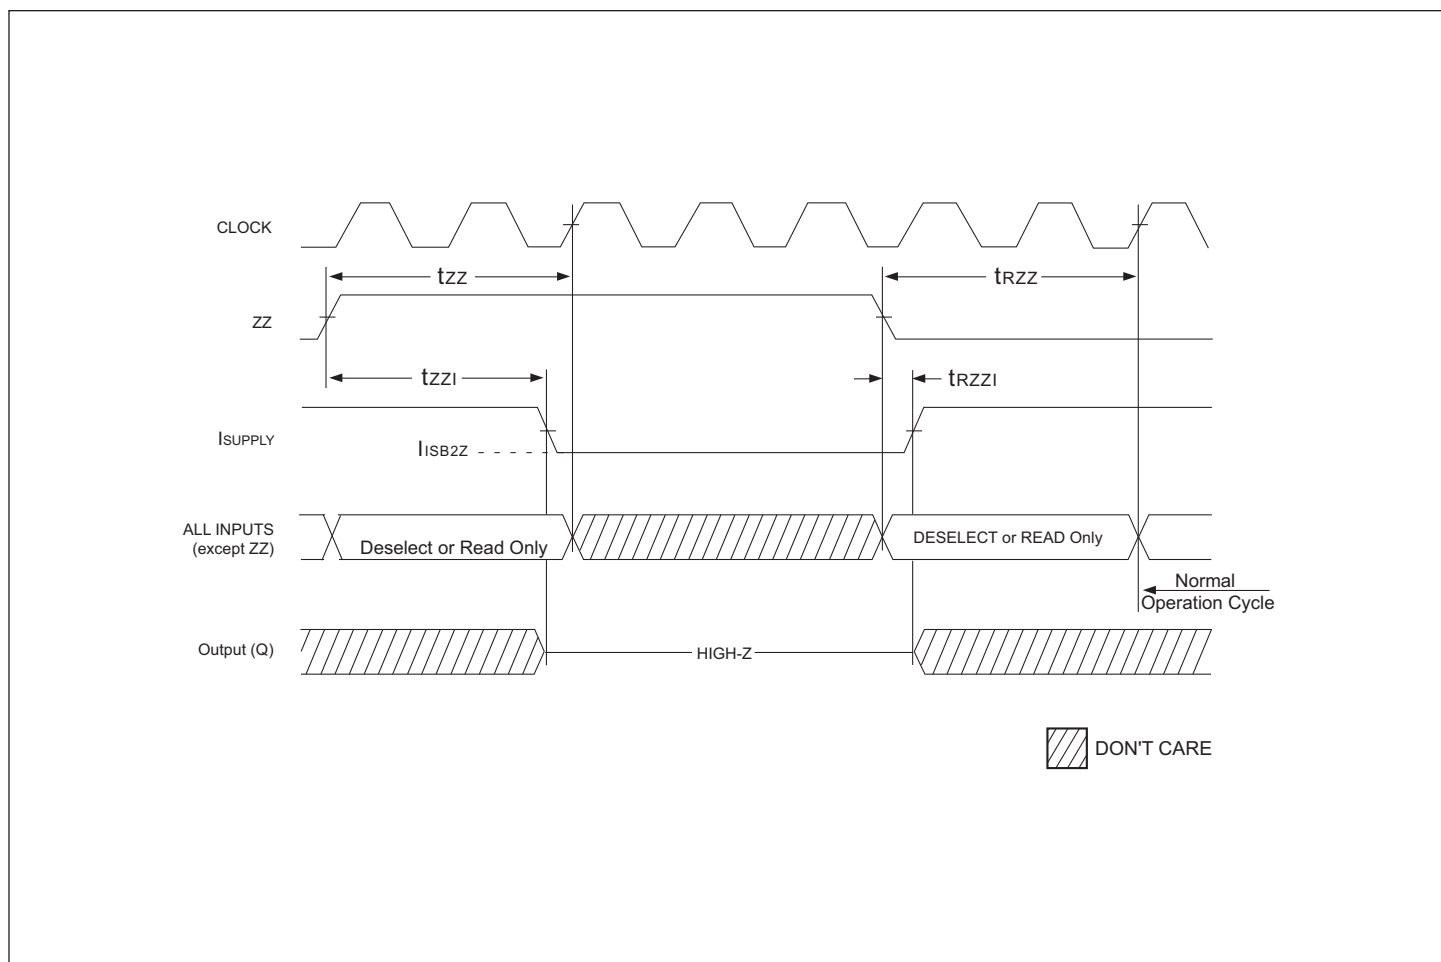 CLOCK
tZZ
tRZZ
ZZ
tZZI
tRZZI
ISUPPLY
IISB2Z
ALL INPUTS
(except ZZ)
Deselect or Read Only
DESELECT or READ Only
Normal
Operation Cycle
Output (Q)
HIGH-Z
DON'T CARE